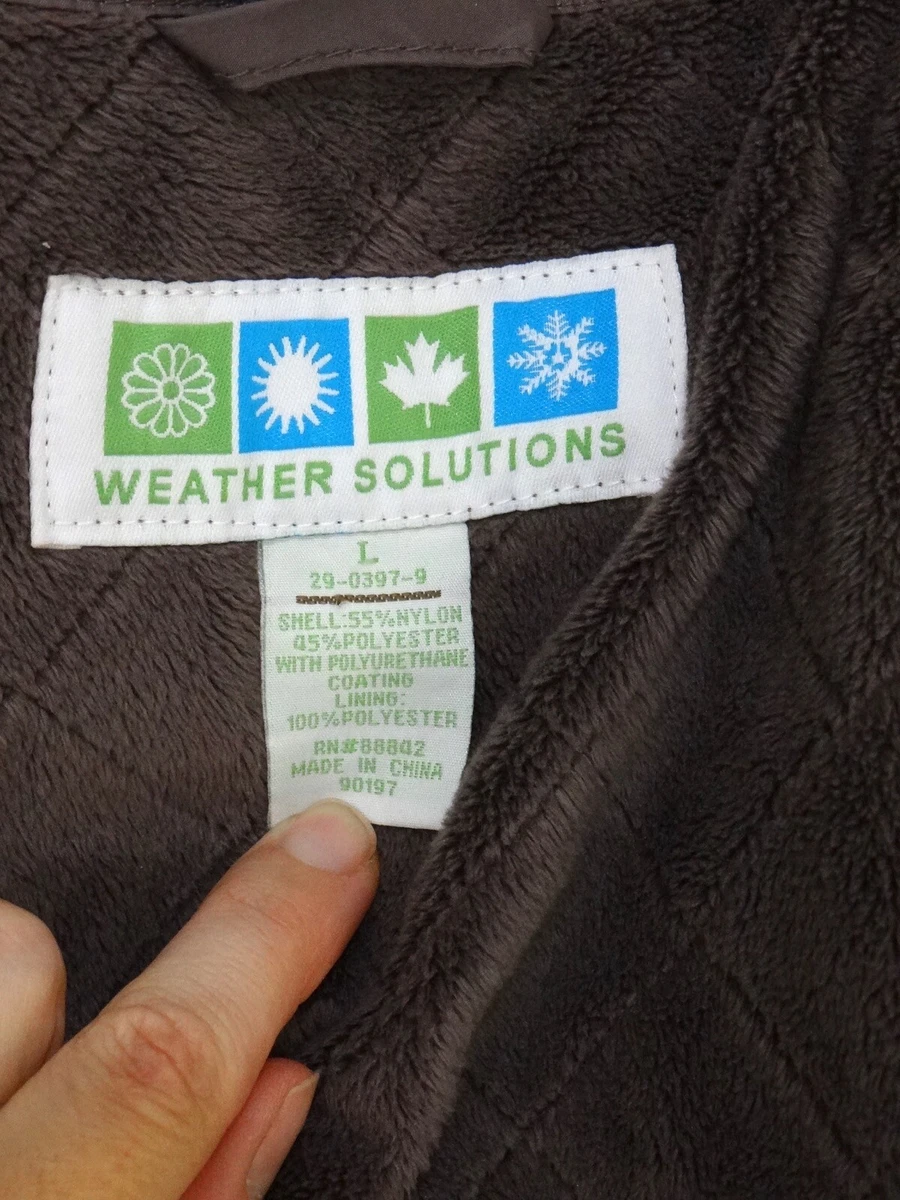 WEATHER SOLUTIONS
L
29-0397-9
SHELL:55%NYLON
45%POLYESTER
WITH POLYURETHANE
COATING
LINING:
100%POLYESTER
RN#88842
MADE IN CHINA
90197